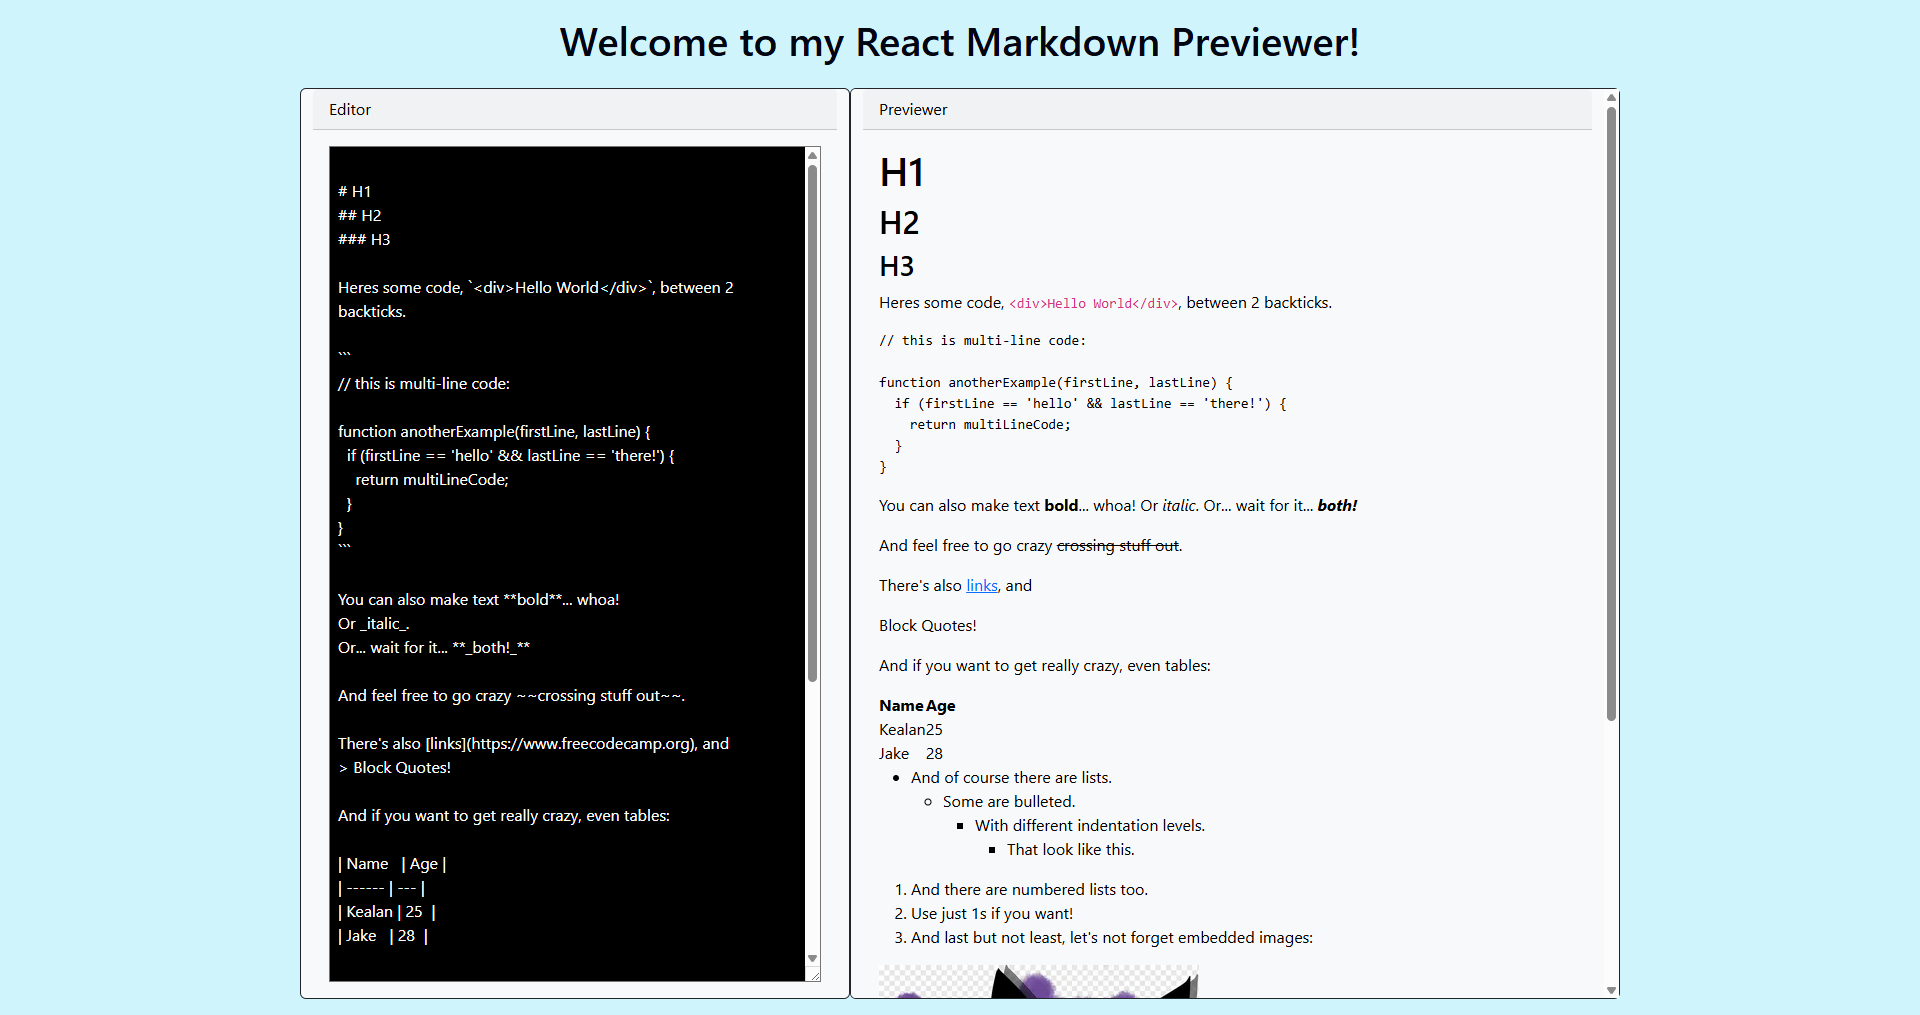 Welcome to my React Markdown Previewer!
Editor
# H1
## H2
### H3
Heres some code, `<div>Hello World</div>`, between 2
backticks.
```
// this is multi-line code:
function anotherExample(firstLine, lastLine) {
  if (firstLine == 'hello' && lastLine == 'there!') {
    return multiLineCode;
  }
}
```
You can also make text **bold**... whoa!
Or _italic_.
Or... wait for it... **_both!_**
And feel free to go crazy ~~crossing stuff out~~.
There's also [links](https://www.freecodecamp.org), and
> Block Quotes!
And if you want to get really crazy, even tables:
| Name   | Age |
| ------ | --- |
| Kealan | 25  |
| Jake   | 28  |
Previewer
H1
H2
H3
Heres some code, <div>Hello World</div>, between 2 backticks.
// this is multi-line code:
function anotherExample(firstLine, lastLine) {
  if (firstLine == 'hello' && lastLine == 'there!') {
    return multiLineCode;
  }
}
You can also make text bold... whoa! Or italic. Or... wait for it... both!
And feel free to go crazy crossing stuff out.
There's also links, and
Block Quotes!
And if you want to get really crazy, even tables:
Name Age
Kealan 25
Jake 28
And of course there are lists.
Some are bulleted.
With different indentation levels.
That look like this.
1. And there are numbered lists too.
2. Use just 1s if you want!
3. And last but not least, let's not forget embedded images: